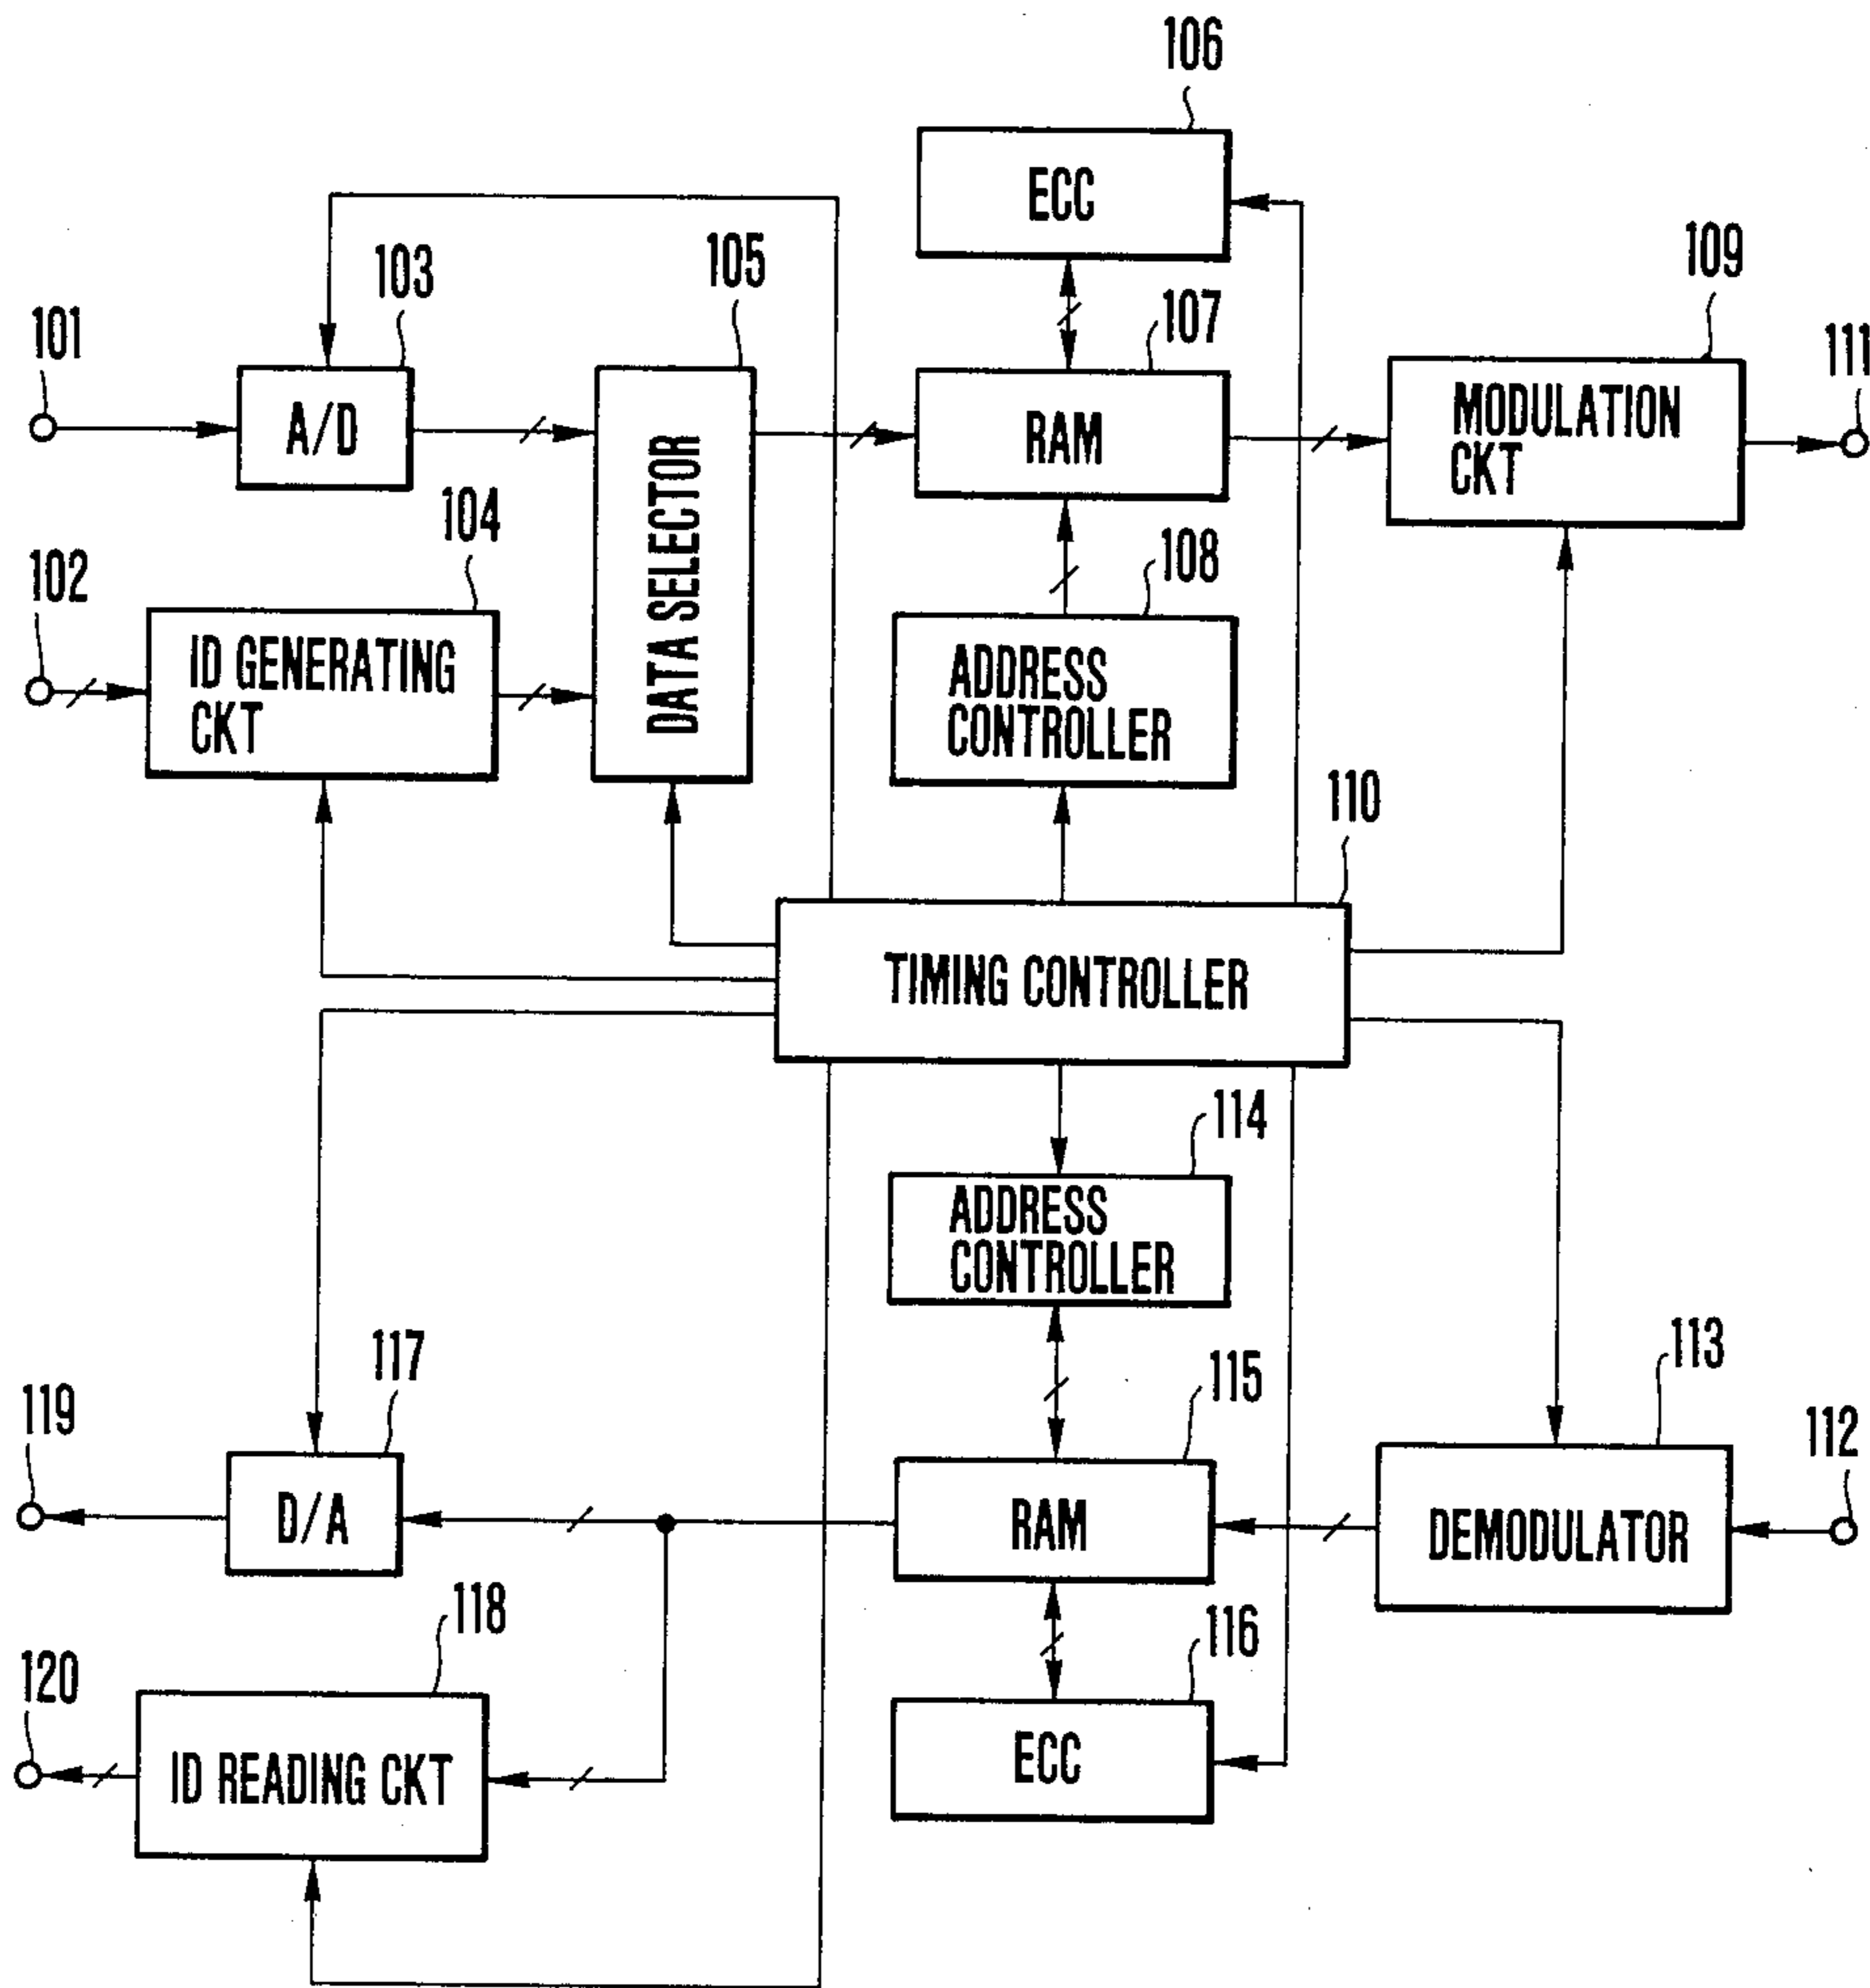 106
ECC
103
105
109
101
107
111
A/D
RAM
MODULATION
CKT
104
DATA SELECTOR
102
108
ID GENERATING
CKT
ADDRESS
CONTROLLER
110
TIMING CONTROLLER
114
ADDRESS
CONTROLLER
117
115
113
119
112
D/A
RAM
DEMODULATOR
118
116
120
ID READING CKT
ECC